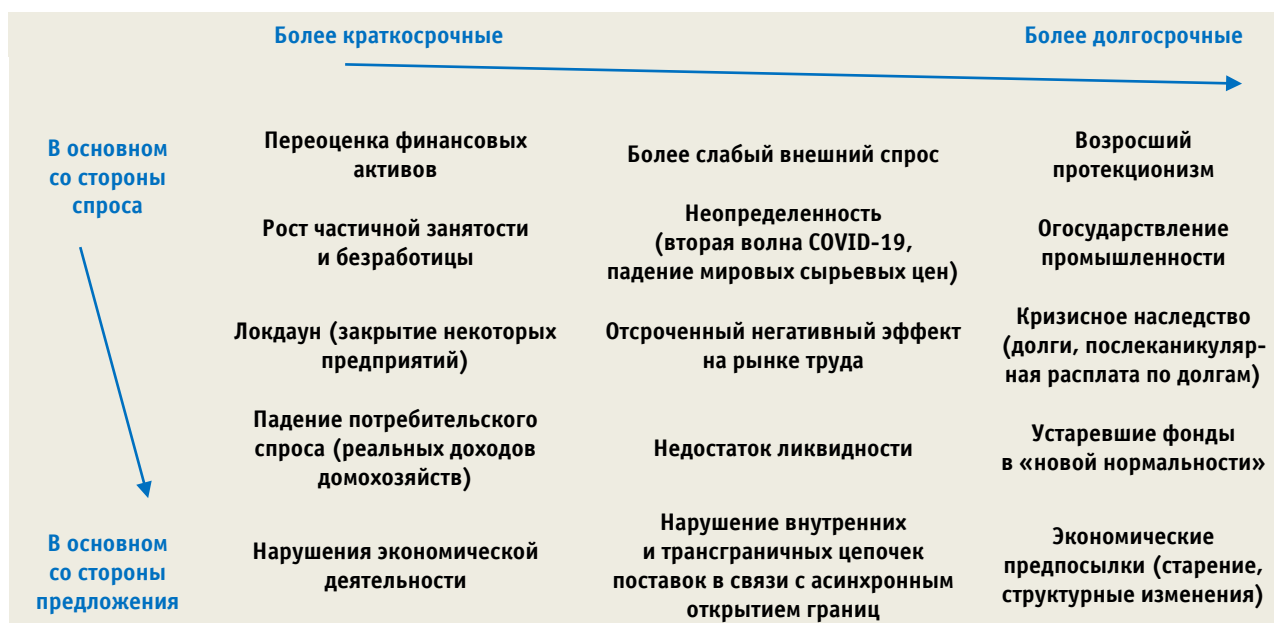 Более краткосрочные
Более долгосрочные
В основном
со стороны
спроса
Переоценка финансовых
активов
Более слабый внешний спрос
Возросший
протекционизм
Рост частичной занятости
и безработицы
Неопределенность
(вторая волна COVID-19,
падение мировых сырьевых цен)
Огосударствление
промышленности
Локдаун (закрытие некоторых
предприятий)
Отсроченный негативный эффект
на рынке труда
Кризисное наследство
(долги, послеканикуляр-
ная расплата по долгам)
Падение потребительского
спроса (реальных доходов
домохозяйств)
Недостаток ликвидности
Устаревшие фонды
в «новой нормальности»
В основном
со стороны
предложения
Нарушения экономической
деятельности
Нарушение внутренних
и трансграничных цепочек
поставок в связи с асинхронным
открытием границ
Экономические
предпосылки (старение,
структурные изменения)